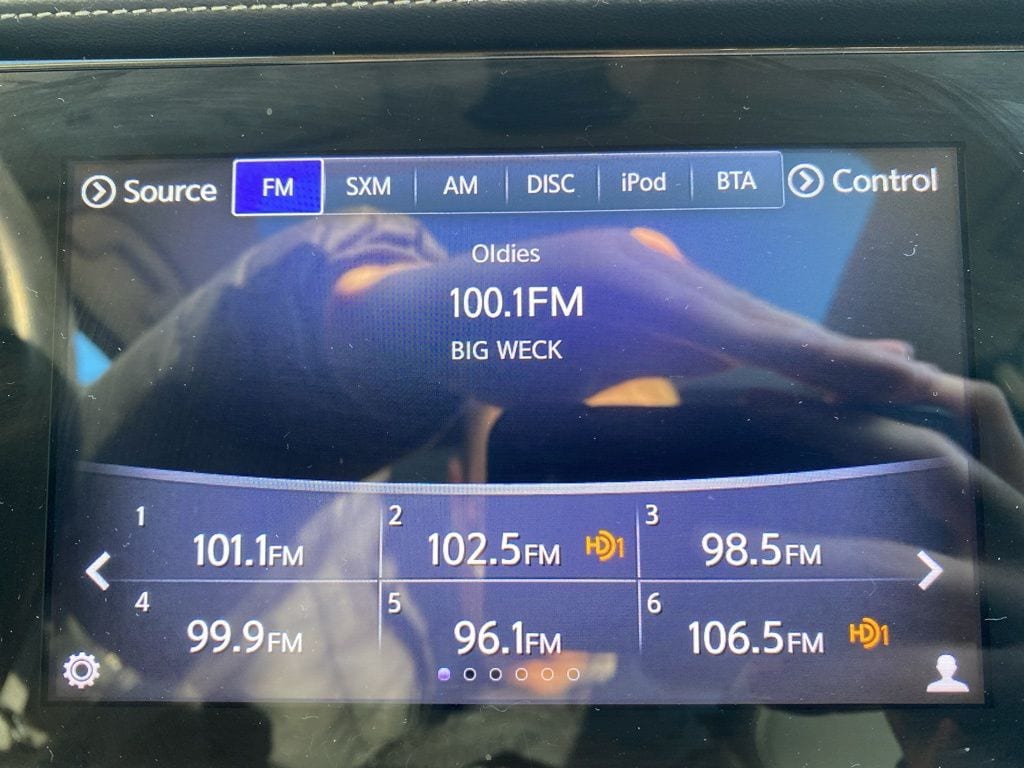 Source FM SXM AM DISC iPod BTA Control
Oldies
100.1FM
BIG WECK
1 101.1FM 2 102.5FM HD1 3 98.5FM
4 99.9FM 5 96.1FM 6 106.5FM HD1